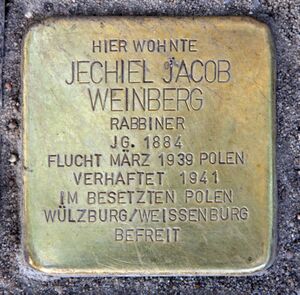 HIER WOHNTE
JECHIEL JACOB
WEINBERG
RABBINER
JG. 1884
FLUCHT MÄRZ 1939 POLEN
VERHAFTET 1941
IM BESETZTEN POLEN
WÜLZBURG/WEISSENBURG
BEFREIT